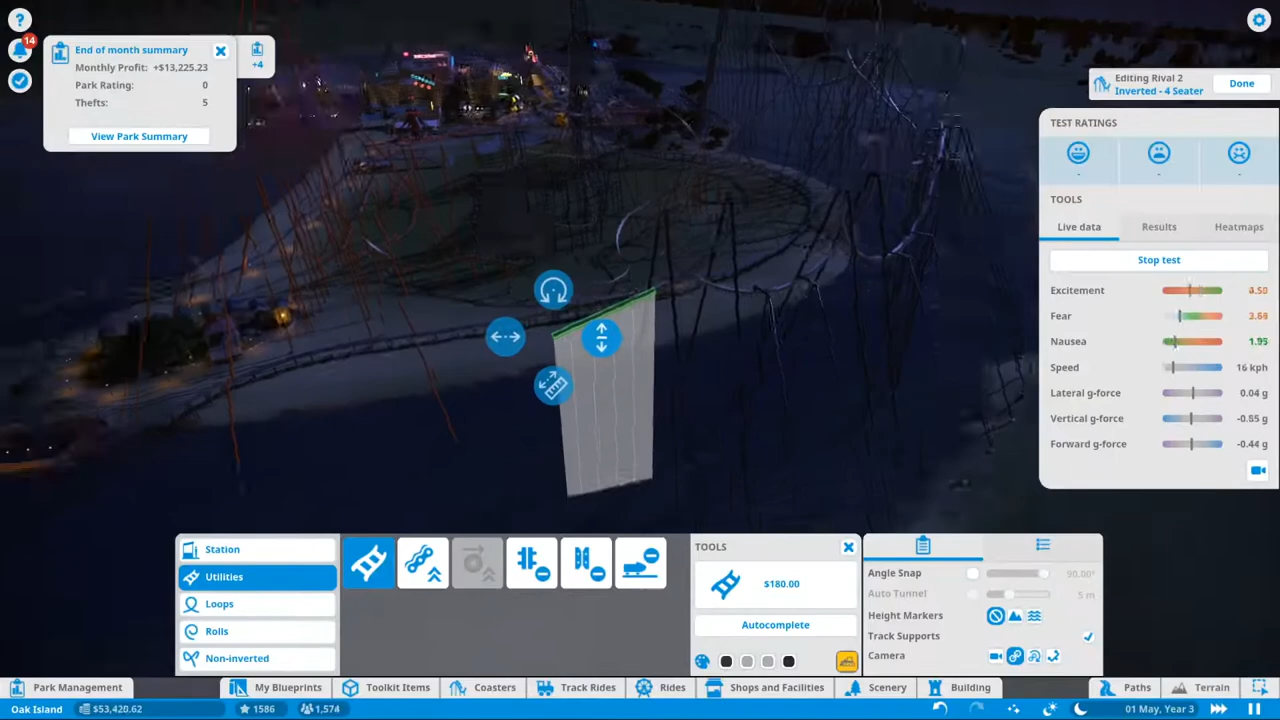 14
End of month summary
Monthly Profit: +$13,225.23
Park Rating: 0
Thefts: 5
View Park Summary
+4
Editing Rival 2
Inverted - 4 Seater
Done
TEST RATINGS
- - -
TOOLS
Live data Results Heatmaps
Stop test
Excitement 4.50
Fear 3.68
Nausea 1.95
Speed 16 kph
Lateral g-force 0.04 g
Vertical g-force -0.85 g
Forward g-force -0.44 g
Station
Utilities
Loops
Rolls
Non-inverted
TOOLS
$180.00
Autocomplete
Angle Snap 90.00°
Auto Tunnel 5 m
Height Markers
Track Supports
Camera
Park Management My Blueprints Toolkit Items Coasters Track Rides Rides Shops and Facilities Scenery Building Paths Terrain
Oak Island $53,420.62 1586 1,574 01 May, Year 3